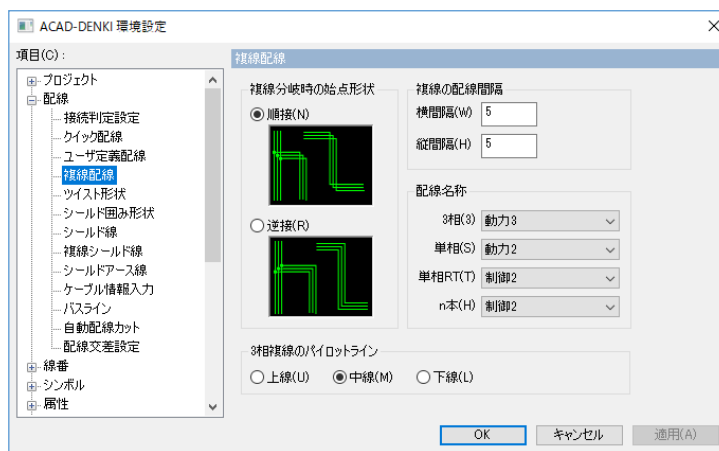 ACAD-DENKI 環境設定
項目(C) :
プロジェクト
配線
接続判定設定
クイック配線
ユーザ定義配線
複線配線
ツイスト形状
シールド囲み形状
シールド線
複線シールド線
シールドアース線
ケーブル情報入力
バスライン
自動配線カット
配線交差設定
線番
シンボル
属性
複線配線
複線分岐時の始点形状
順接(N)
逆接(R)
複線の配線間隔
横間隔(W) 5
縦間隔(H) 5
配線名称
3相(3) 動力3
単相(S) 動力2
単相RT(T) 制御2
n本(H) 制御2
3相複線のパイロットライン
上線(U) 中線(M) 下線(L)
OK キャンセル 適用(A)